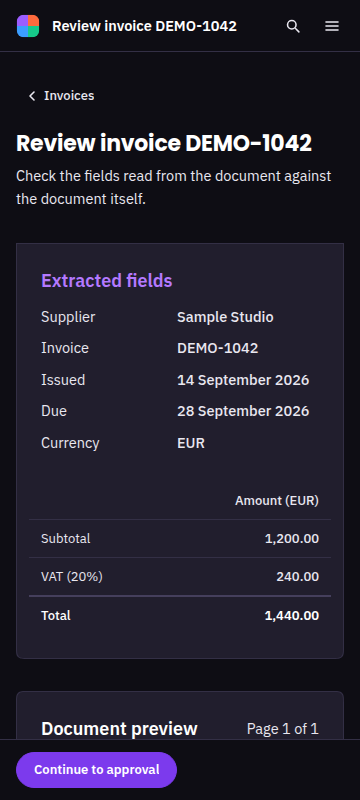 Review invoice DEMO-1042
Invoices
Review invoice DEMO-1042
Check the fields read from the document against
the document itself.
Extracted fields
Supplier Sample Studio
Invoice DEMO-1042
Issued 14 September 2026
Due 28 September 2026
Currency EUR
Amount (EUR)
Subtotal 1,200.00
VAT (20%) 240.00
Total 1,440.00
Document preview Page 1 of 1
Continue to approval